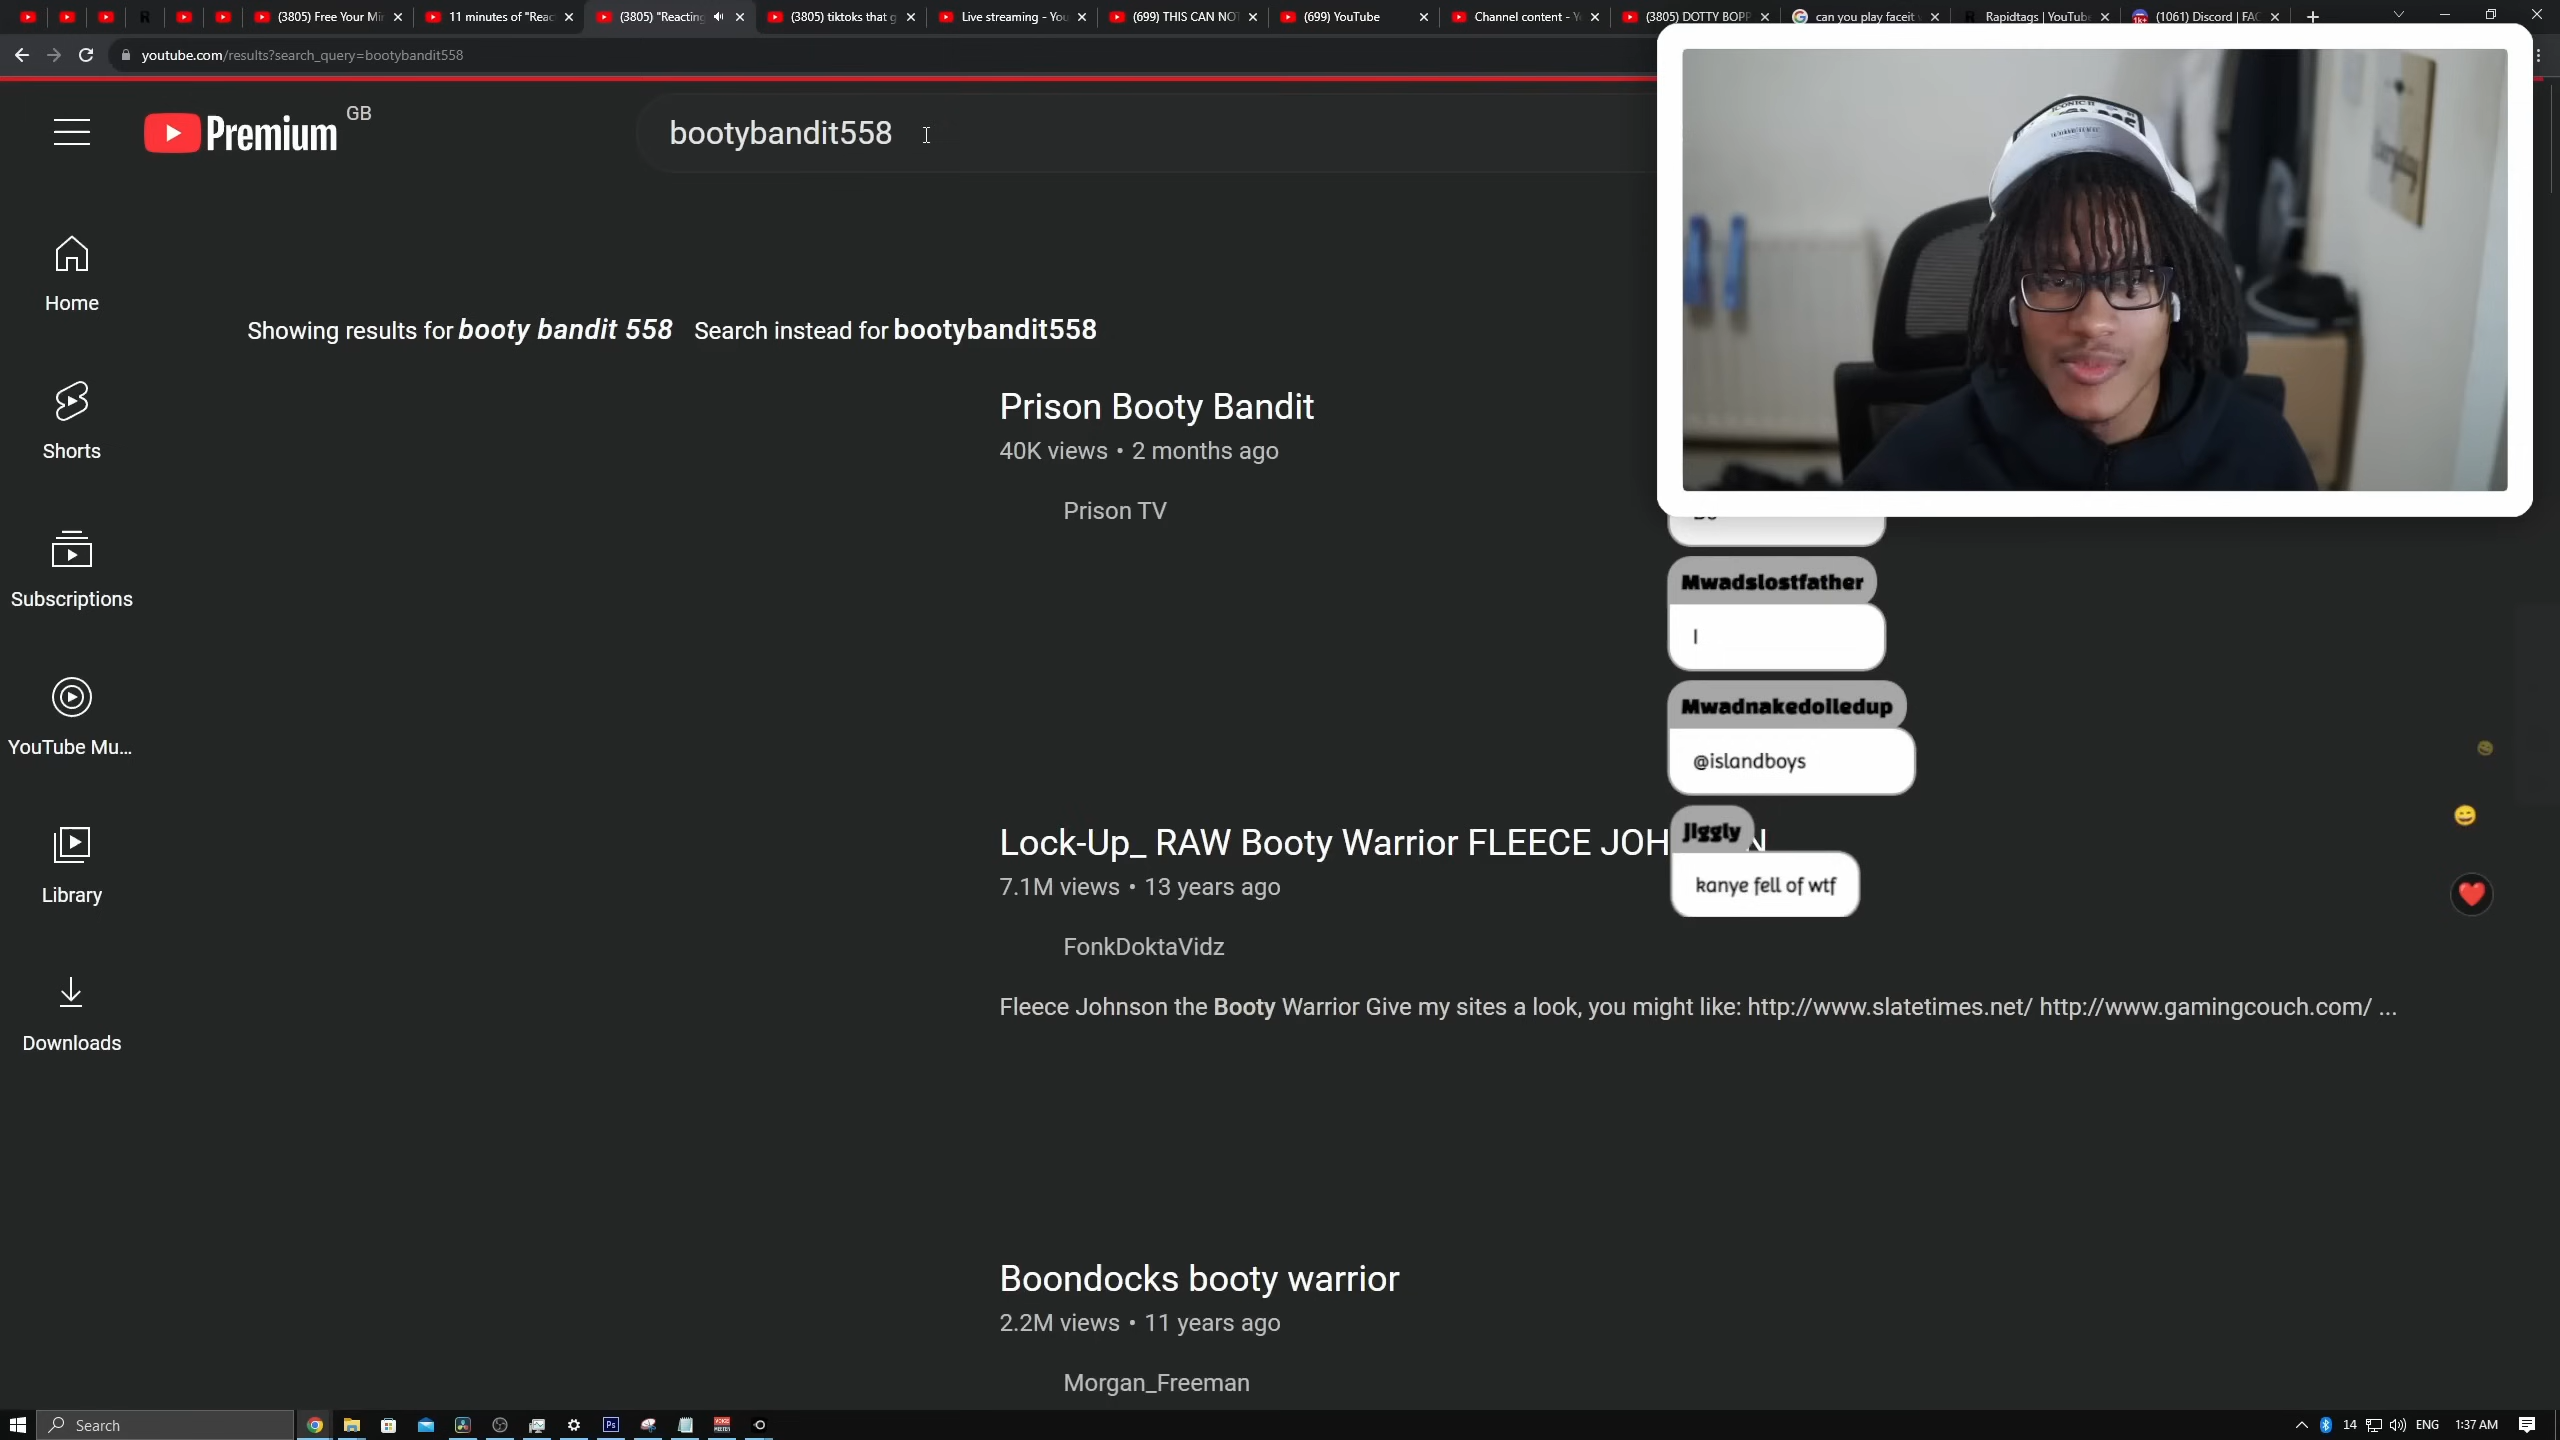 (3805) Free Your Mi
11 minutes of "Reac
(3805) "Reacting
(3805) tiktoks that g
Live streaming - You
(699) THIS CAN NOT
(699) YouTube
Channel content - Y
(3805) DOTTY BOPP
can you play faceit
Rapidtags | YouTube
(1061) Discord | FAC
youtube.com/results?search_query=bootybandit558
Premium GB
bootybandit558
Home
Shorts
Subscriptions
YouTube Mu...
Library
Downloads
Showing results for booty bandit 558 Search instead for bootybandit558
Prison Booty Bandit
40K views • 2 months ago
Prison TV
Lock-Up_ RAW Booty Warrior FLEECE JOH N
7.1M views • 13 years ago
FonkDoktaVidz
Fleece Johnson the Booty Warrior Give my sites a look, you might like: http://www.slatetimes.net/ http://www.gamingcouch.com/ ...
Boondocks booty warrior
2.2M views • 11 years ago
Morgan_Freeman
Mwadslostfather
I
Mwadnakedoiledup
@islandboys
Jiggly
kanye fell of wtf
Search
Ps
14
ENG
1:37 AM